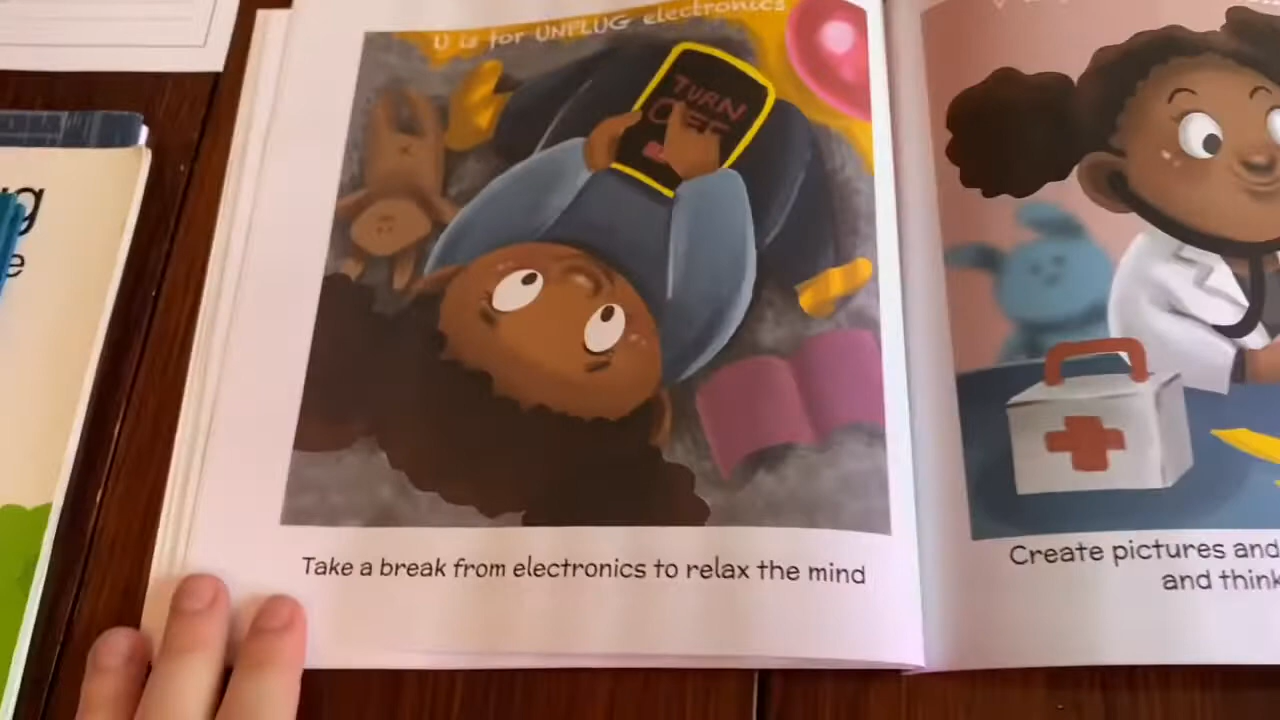 U is for UNPLUG electronics
TURN
OFF
Take a break from electronics to relax the mind
Create pictures and
and think